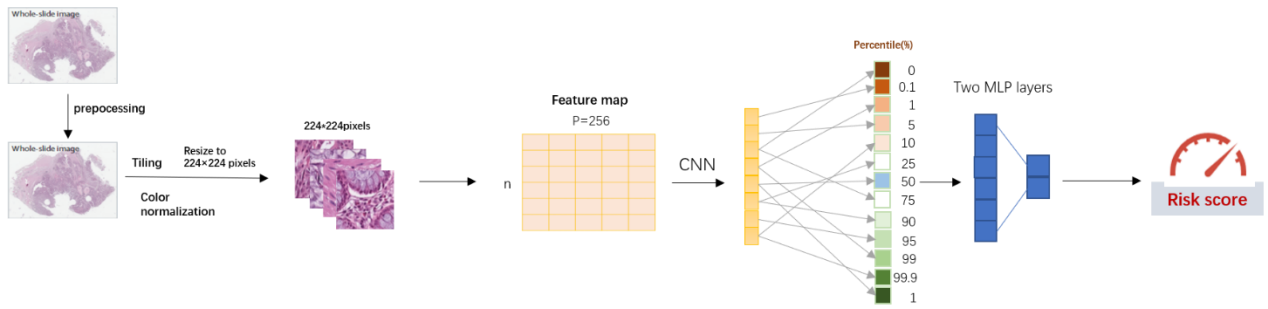 Whole-slide image
prepocessing
Whole-slide image
Tiling
Resize to
224×224 pixels
Color
normalization
224*224pixels
Feature map
P=256
n
CNN
Percentile(%)
0
0.1
1
5
10
25
50
75
90
95
99
99.9
1
Two MLP layers
Risk score